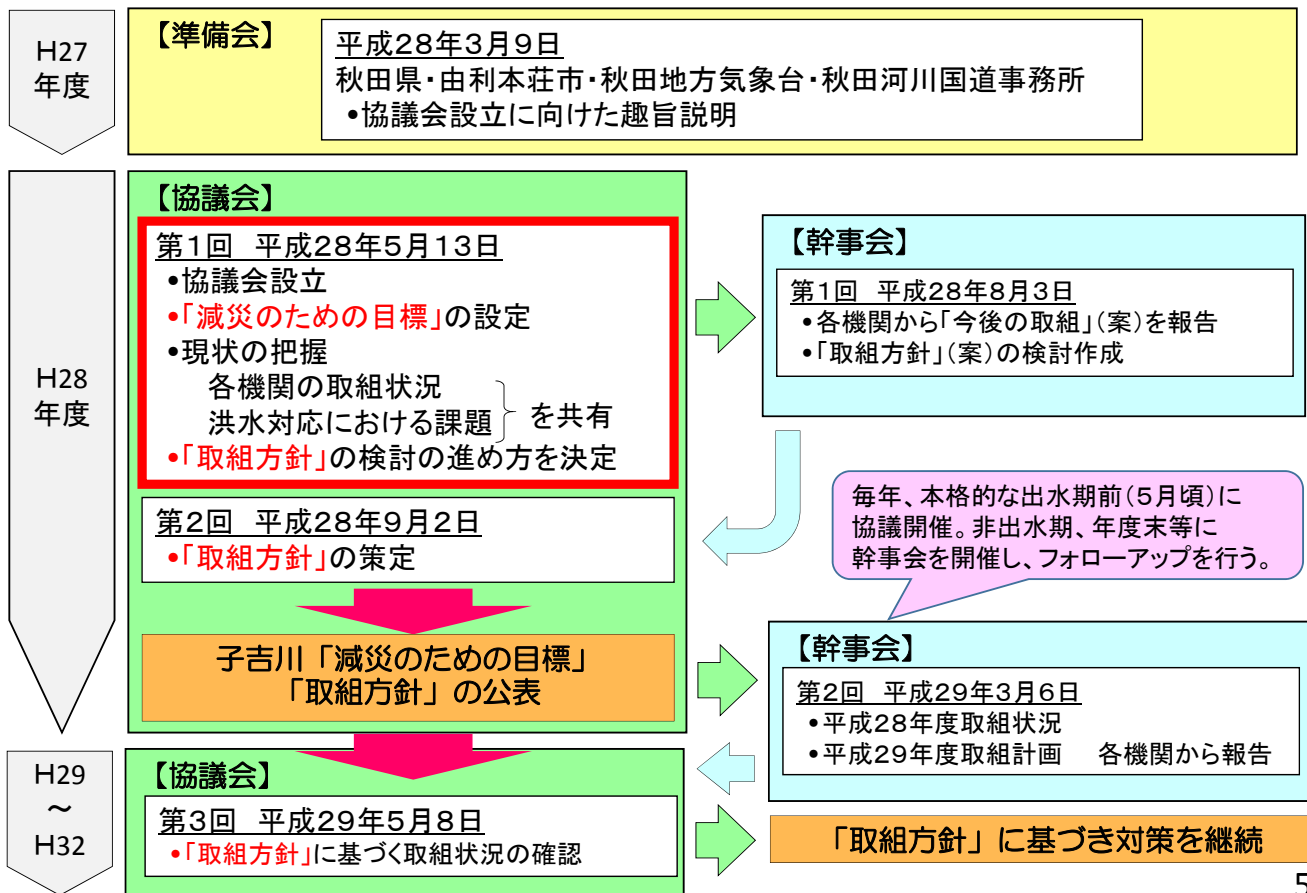 H27
年度
【準備会】
平成28年3月9日
秋田県・由利本荘市・秋田地方気象台・秋田河川国道事務所
•協議会設立に向けた趣旨説明
H28
年度
【協議会】
第1回 平成28年5月13日
•協議会設立
•「減災のための目標」の設定
•現状の把握
各機関の取組状況
洪水対応における課題
を共有
•「取組方針」の検討の進め方を決定
【幹事会】
第1回 平成28年8月3日
•各機関から「今後の取組」(案)を報告
•「取組方針」(案)の検討作成
第2回 平成28年9月2日
•「取組方針」の策定
毎年、本格的な出水期前(5月頃)に
協議開催。非出水期、年度末等に
幹事会を開催し、フォローアップを行う。
子吉川「減災のための目標」
「取組方針」の公表
【幹事会】
第2回 平成29年3月6日
•平成28年度取組状況
•平成29年度取組計画 各機関から報告
H29
～
H32
【協議会】
第3回 平成29年5月8日
•「取組方針」に基づく取組状況の確認
「取組方針」に基づき対策を継続
5